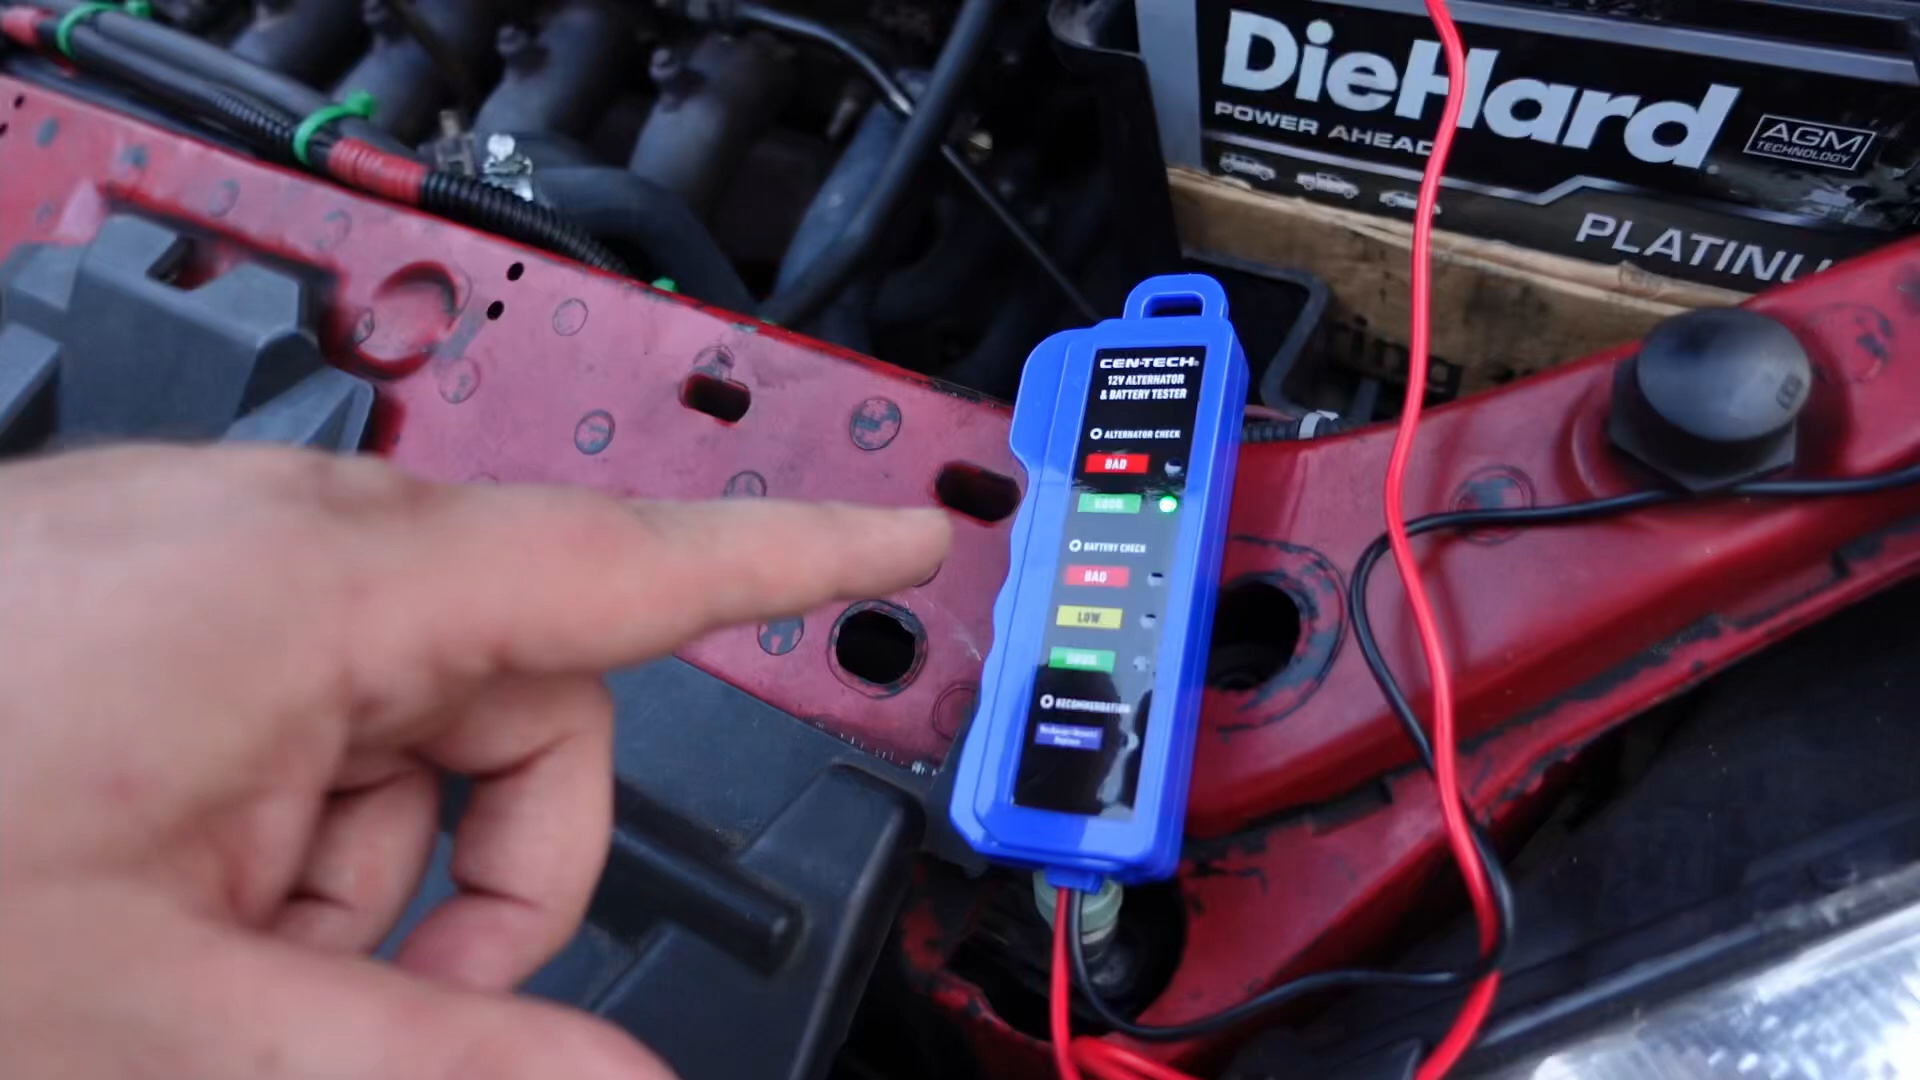 DieHard
POWER AHEAD
AGM
TECHNOLOGY
PLATINU
CEN-TECH®
12V ALTERNATOR
& BATTERY TESTER
ALTERNATOR CHECK
BAD
GOOD
BATTERY CHECK
BAD
LOW
GOOD
RECOMMENDATION